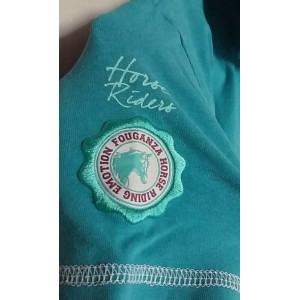 Horse
Riders
FOUGANZA HORSE RIDING EMOTION